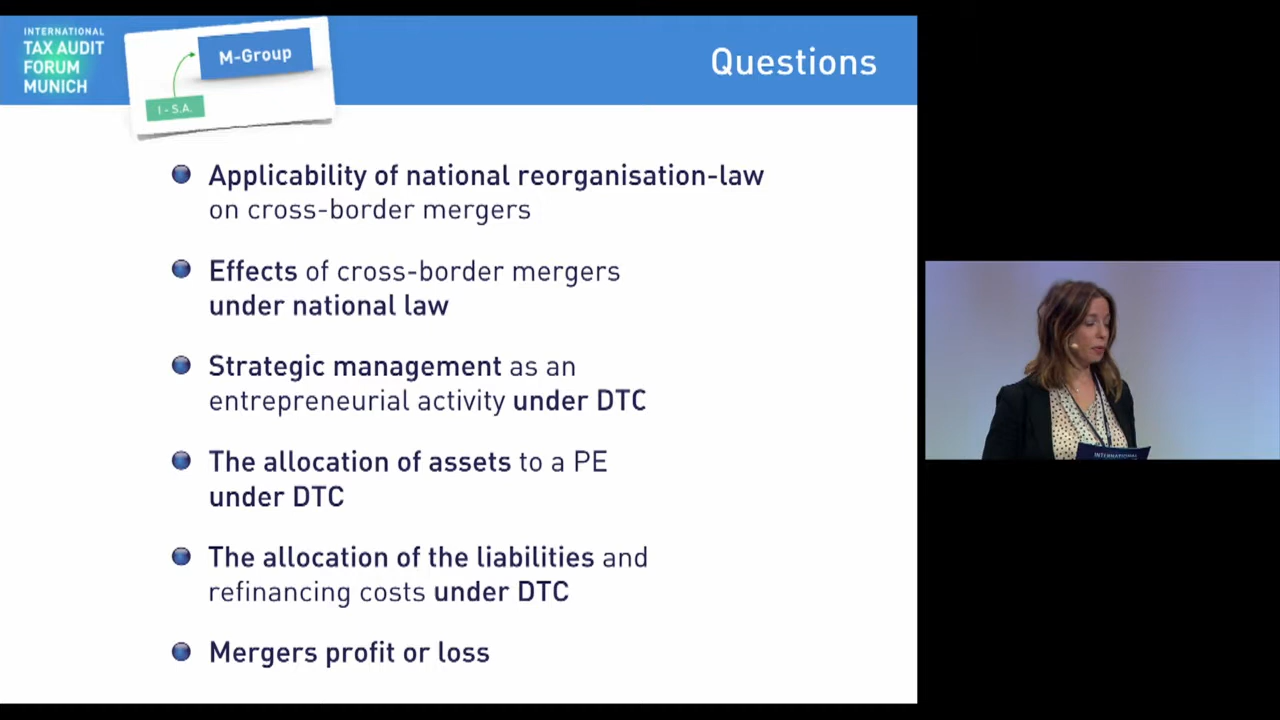 INTERNATIONAL
TAX AUDIT
FORUM
MUNICH
M-Group
I - S.A.
Questions
Applicability of national reorganisation-law
on cross-border mergers
Effects of cross-border mergers
under national law
Strategic management as an
entrepreneurial activity under DTC
The allocation of assets to a PE
under DTC
The allocation of the liabilities and
refinancing costs under DTC
Mergers profit or loss
INTERNATIONAL